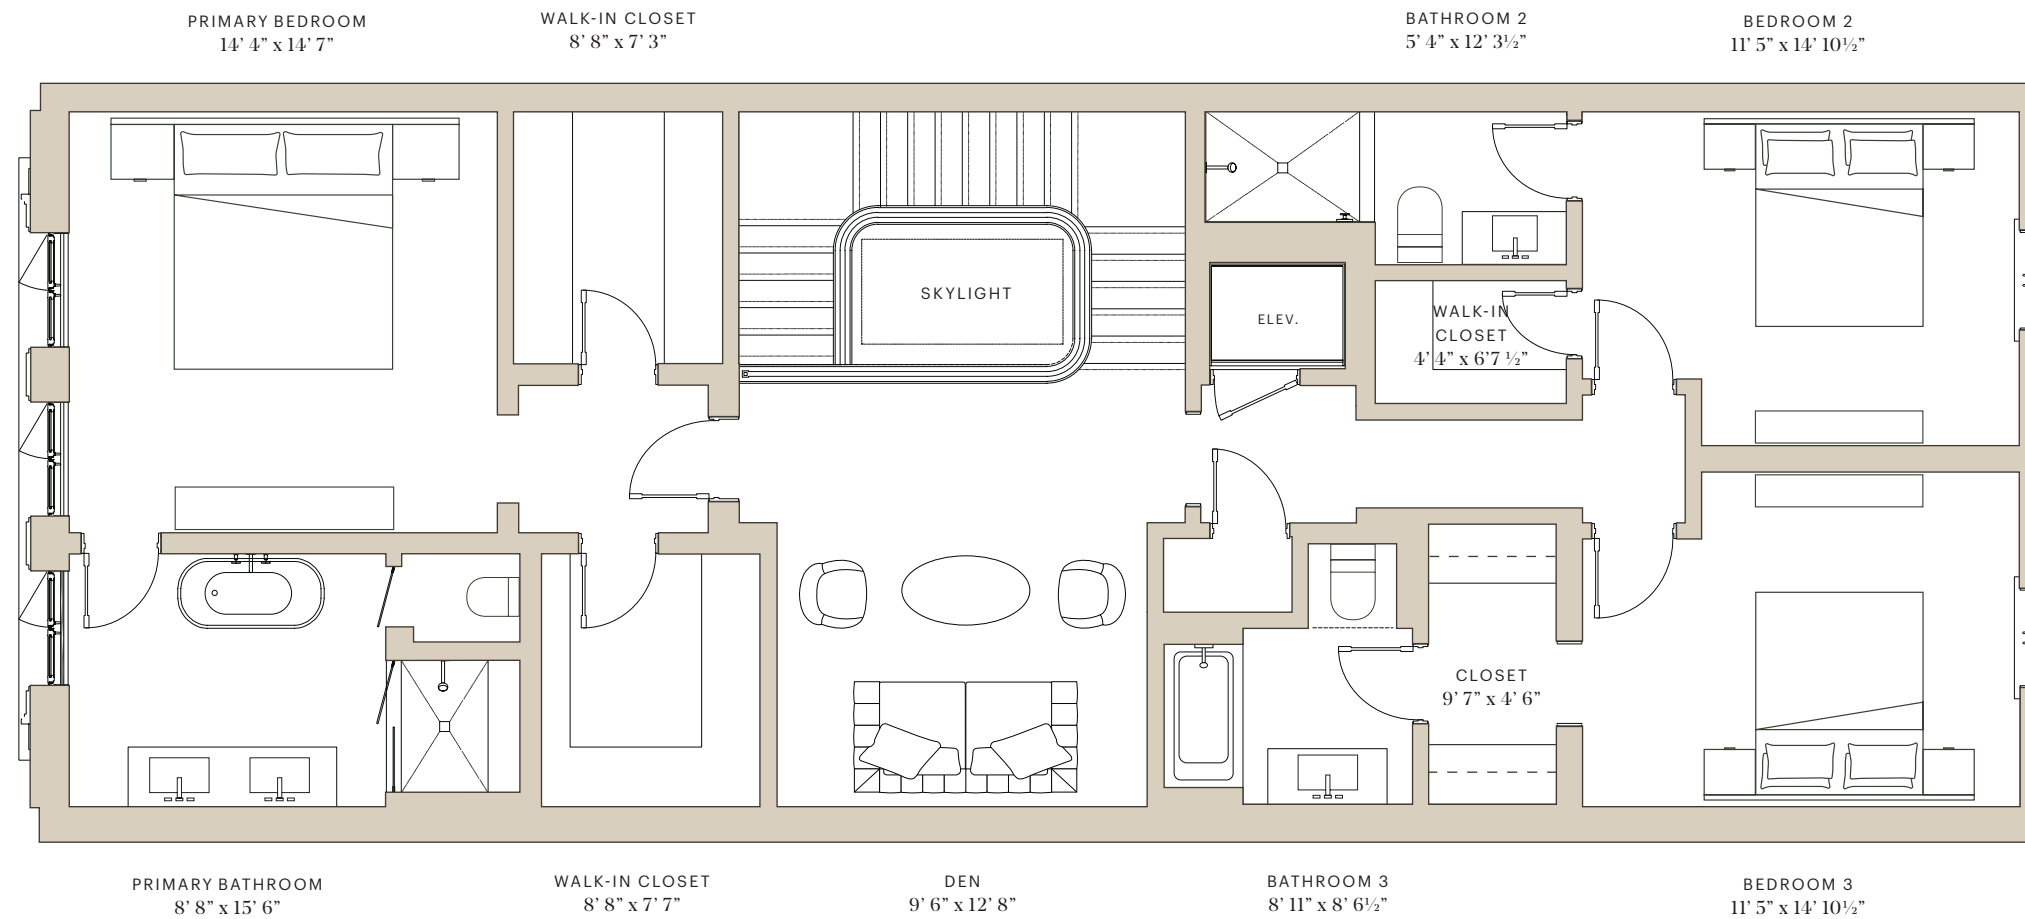 PRIMARY BEDROOM
14’ 4” x 14’ 7”
WALK-IN CLOSET
8’ 8” x 7’ 3”
BATHROOM 2
5’ 4” x 12’ 3½”
BEDROOM 2
11’ 5” x 14’ 10½”
SKYLIGHT
ELEV.
WALK-IN
CLOSET
4’ 4” x 6’7 ½”
CLOSET
9’ 7” x 4’ 6”
PRIMARY BATHROOM
8’ 8” x 15’ 6”
WALK-IN CLOSET
8’ 8” x 7’ 7”
DEN
9’ 6” x 12’ 8”
BATHROOM 3
8’ 11” x 8’ 6½”
BEDROOM 3
11’ 5” x 14’ 10½”